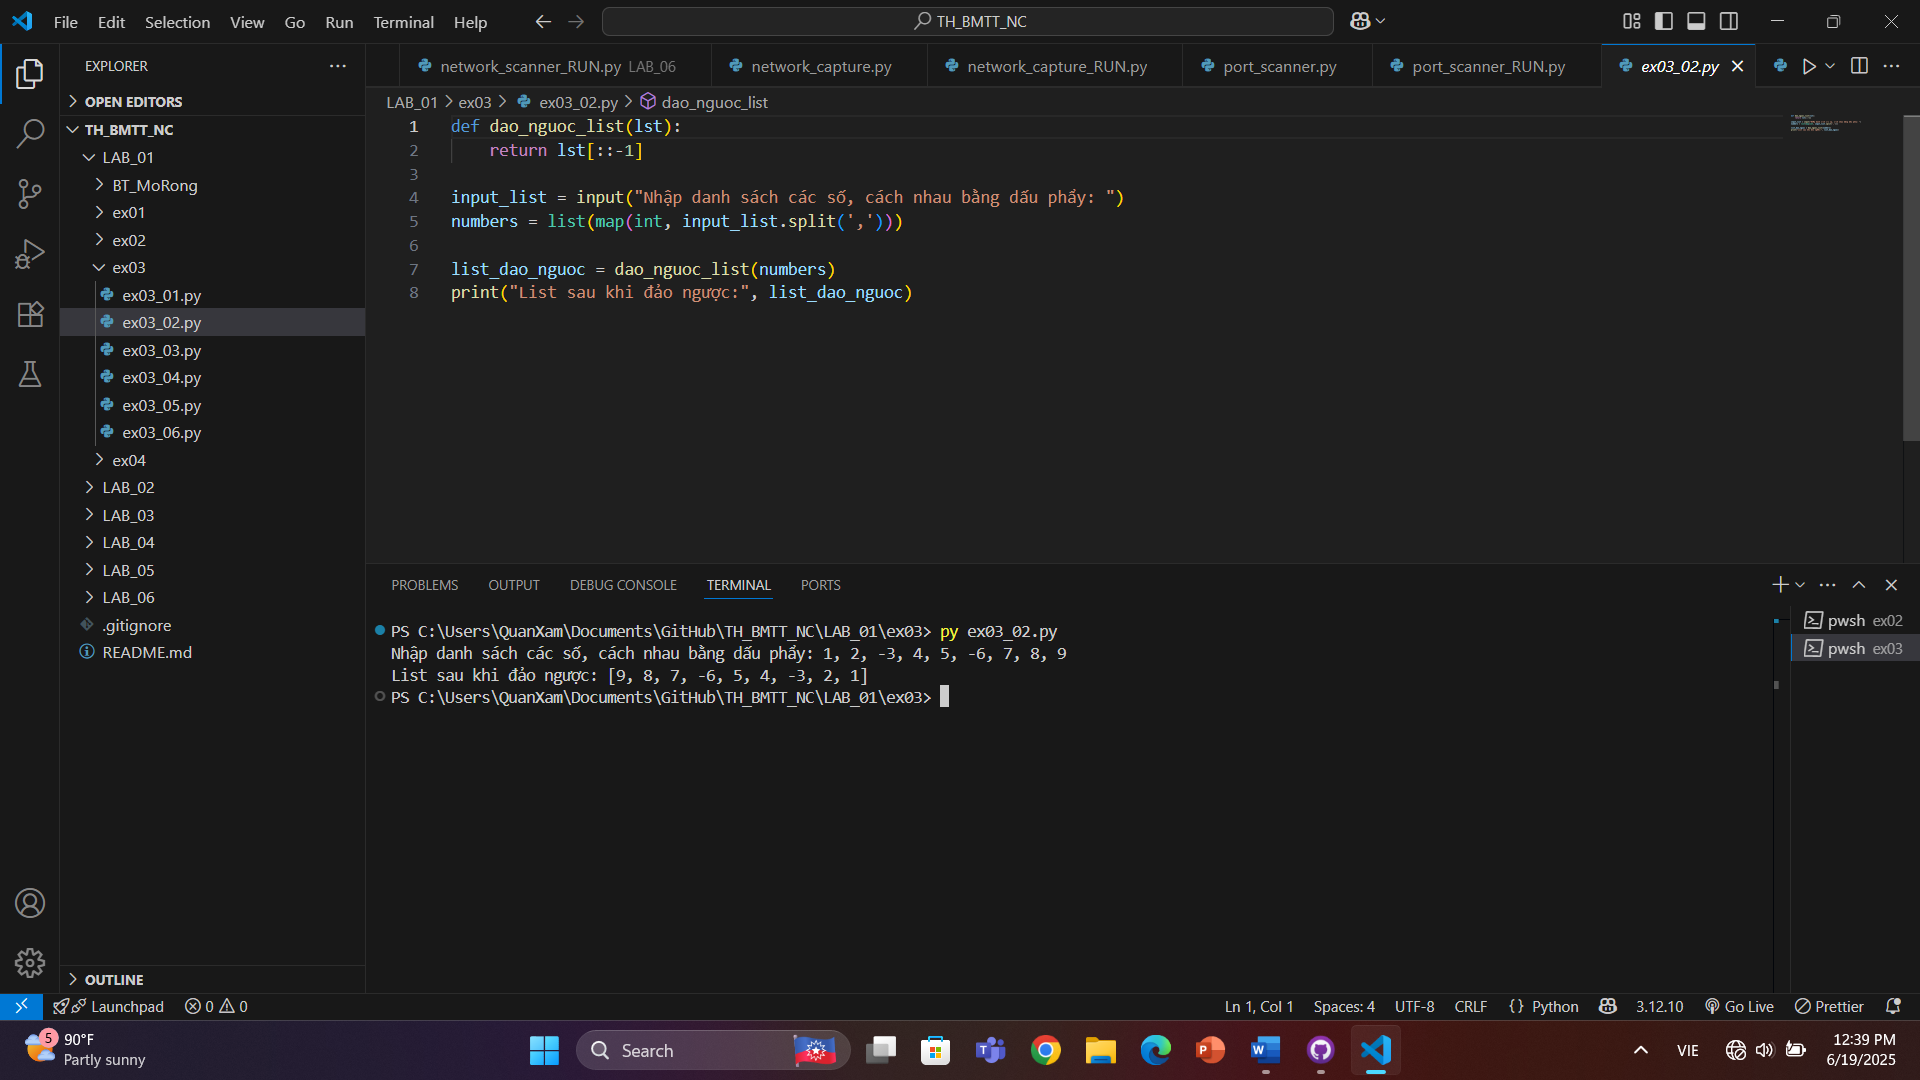 File Edit Selection View Go Run Terminal Help
TH_BMTT_NC
EXPLORER
OPEN EDITORS
TH_BMTT_NC
LAB_01
BT_MoRong
ex01
ex02
ex03
ex03_01.py
ex03_02.py
ex03_03.py
ex03_04.py
ex03_05.py
ex03_06.py
ex04
LAB_02
LAB_03
LAB_04
LAB_05
LAB_06
.gitignore
README.md
OUTLINE
network_scanner_RUN.py LAB_06 network_capture.py network_capture_RUN.py port_scanner.py port_scanner_RUN.py ex03_02.py
LAB_01 > ex03 > ex03_02.py > dao_nguoc_list
1 def dao_nguoc_list(lst):
2 return lst[::-1]
3
4 input_list = input("Nhập danh sách các số, cách nhau bằng dấu phẩy: ")
5 numbers = list(map(int, input_list.split(',')))
6
7 list_dao_nguoc = dao_nguoc_list(numbers)
8 print("List sau khi đảo ngược:", list_dao_nguoc)
PROBLEMS OUTPUT DEBUG CONSOLE TERMINAL PORTS
PS C:\Users\QuanXam\Documents\GitHub\TH_BMTT_NC\LAB_01\ex03> py ex03_02.py
Nhập danh sách các số, cách nhau bằng dấu phẩy: 1, 2, -3, 4, 5, -6, 7, 8, 9
List sau khi đảo ngược: [9, 8, 7, -6, 5, 4, -3, 2, 1]
PS C:\Users\QuanXam\Documents\GitHub\TH_BMTT_NC\LAB_01\ex03>
pwsh ex02
pwsh ex03
Launchpad 0 0 Ln 1, Col 1 Spaces: 4 UTF-8 CRLF {} Python 3.12.10 Go Live Prettier
5
90°F
Partly sunny
Search
VIE
12:39 PM
6/19/2025